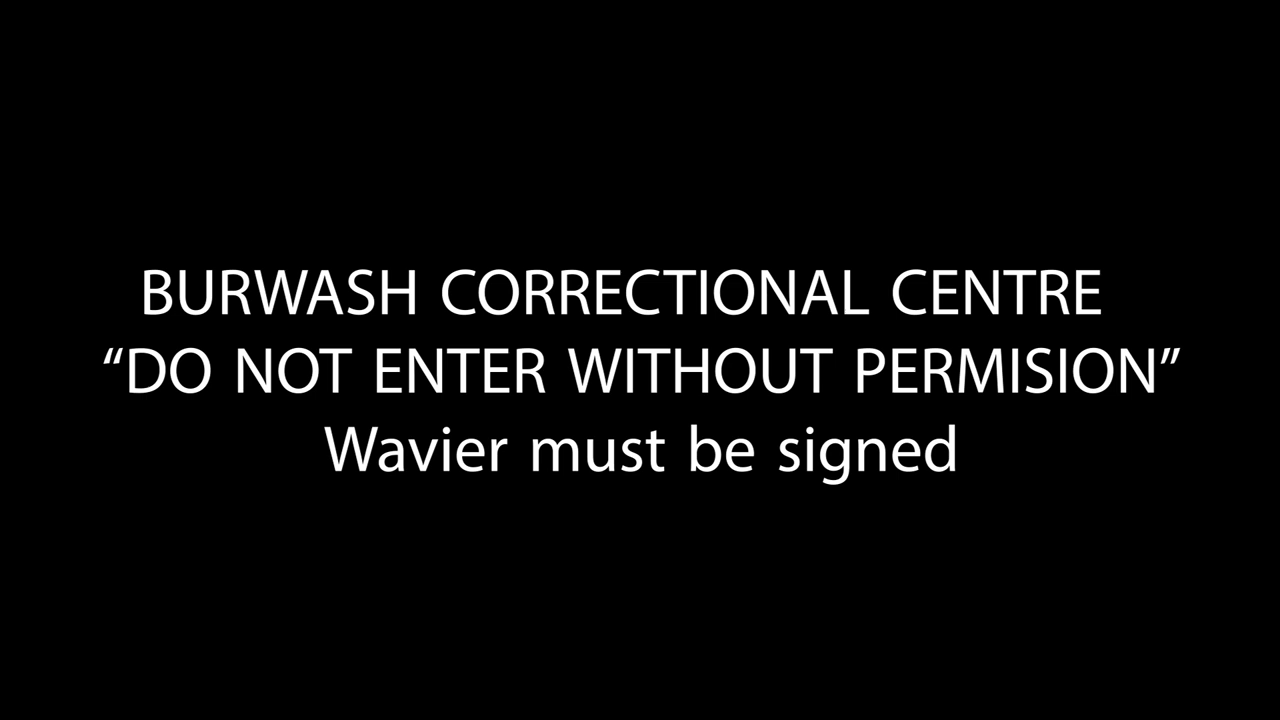 BURWASH CORRECTIONAL CENTRE
“DO NOT ENTER WITHOUT PERMISION”
Wavier must be signed